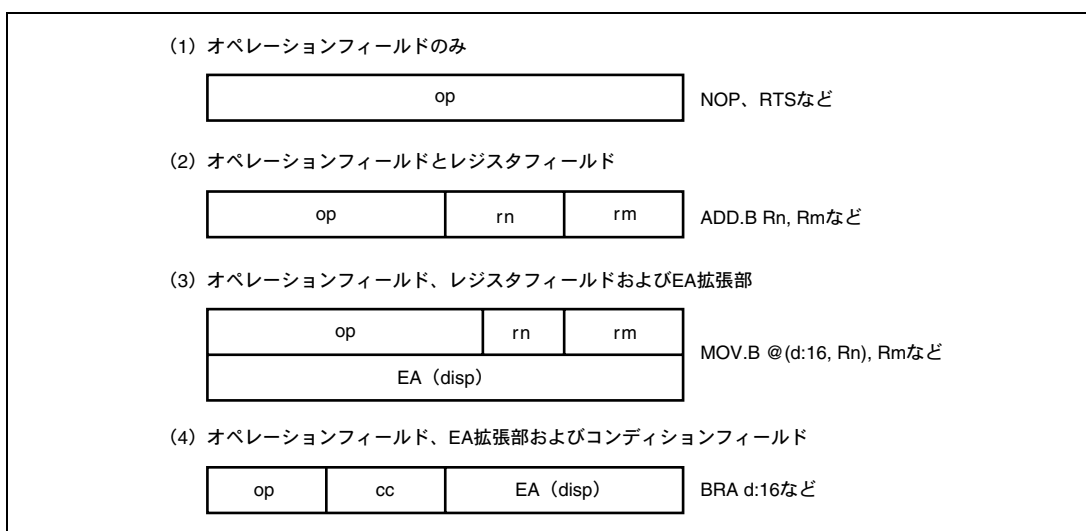 (1) オペレーションフィールドのみ
op
NOP、RTSなど
(2) オペレーションフィールドとレジスタフィールド
op rn rm
ADD.B Rn, Rmなど
(3) オペレーションフィールド、レジスタフィールドおよびEA拡張部
op rn rm
EA（disp）
MOV.B @(d:16, Rn), Rmなど
(4) オペレーションフィールド、EA拡張部およびコンディションフィールド
op cc EA（disp）
BRA d:16など